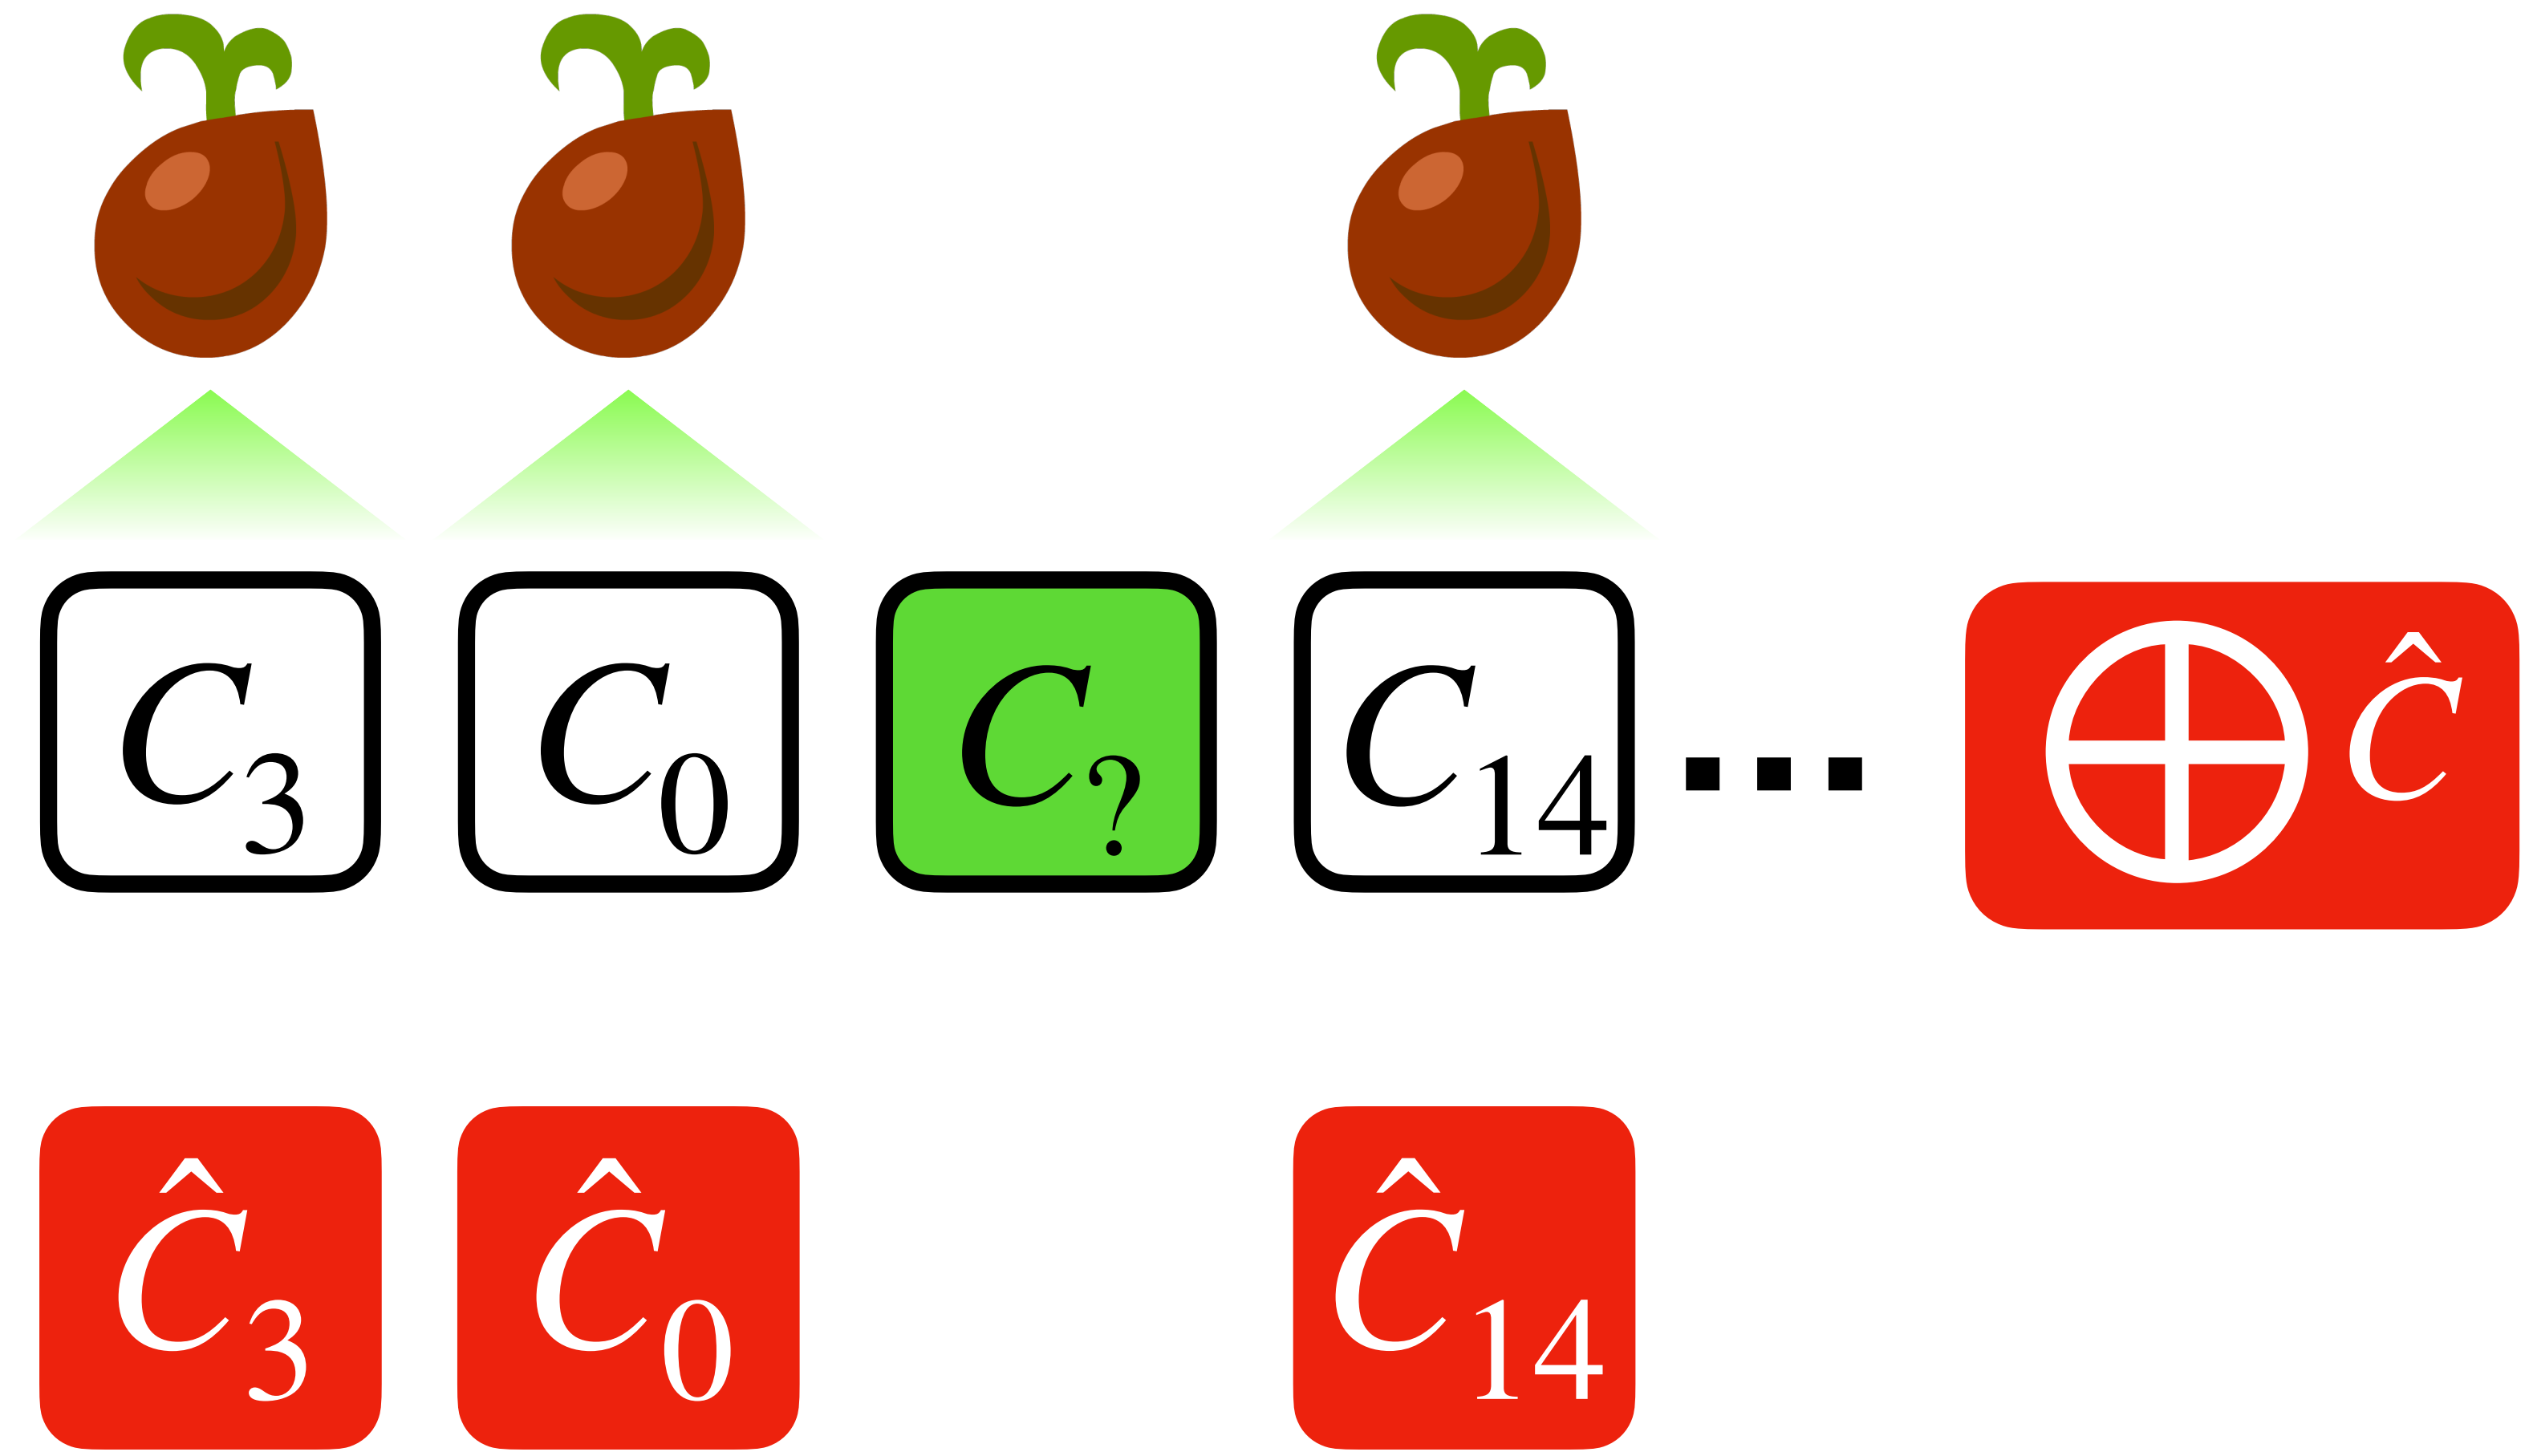 C₃ C₀ C? C₁₄ ... ⊕ Ĉ
Ĉ₃ Ĉ₀ Ĉ₁₄